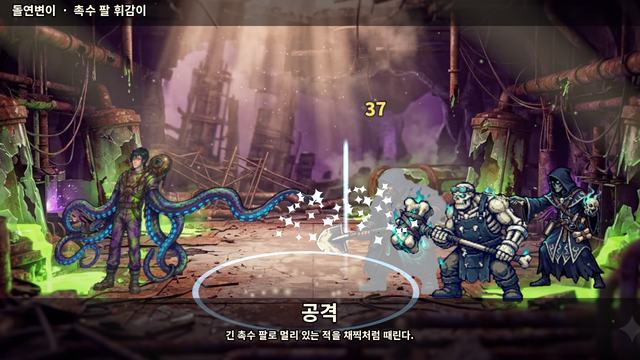 돌연변이 · 촉수 팔 휘감이
37
공격
긴 촉수 팔로 멀리 있는 적을 채찍처럼 때린다.